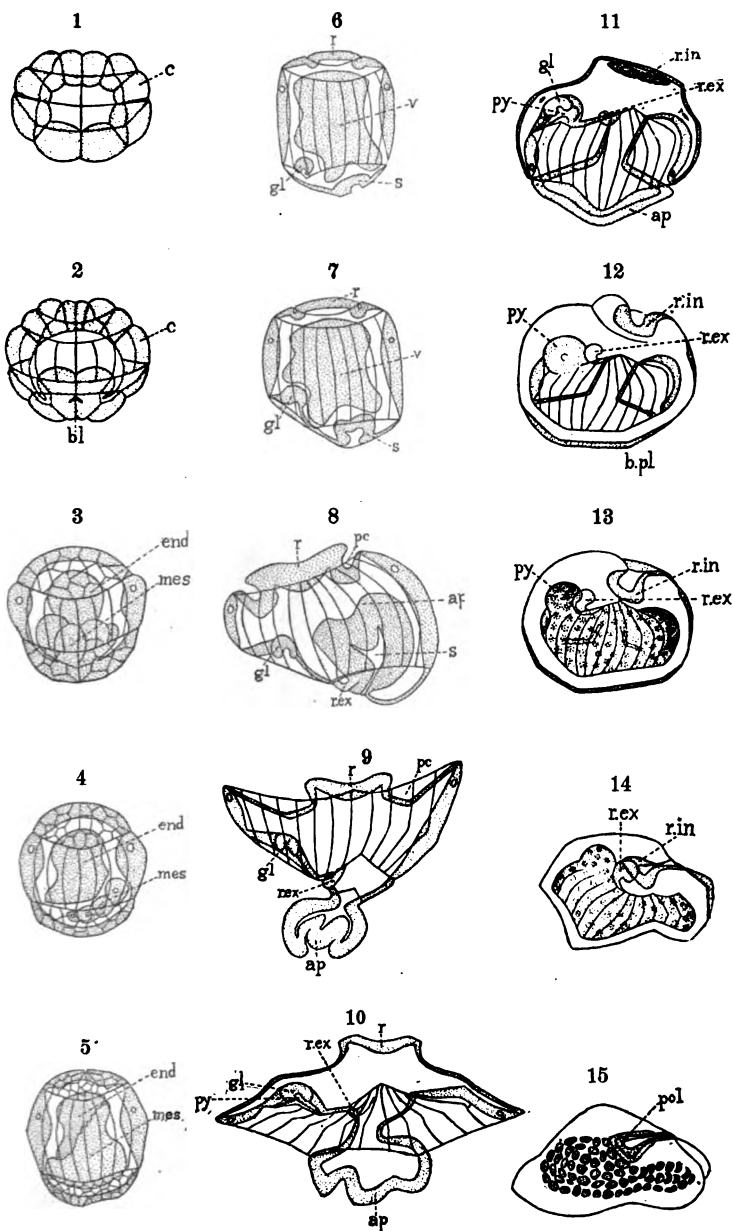 1
c
2
c
bl
3
end
mes
4
end
mes
5
end
mes
6
r
v
gl
s
7
r
v
gl
s
8
r
pc
ap
s
gl
r.ex
9
r
pc
gl
r.ex
ap
10
r.ex
r
gl
py
ap
11
r.in
gl
r.ex
py
ap
12
r.in
py
r.ex
b.pl
13
py
r.in
r.ex
14
r.ex
r.in
15
pol